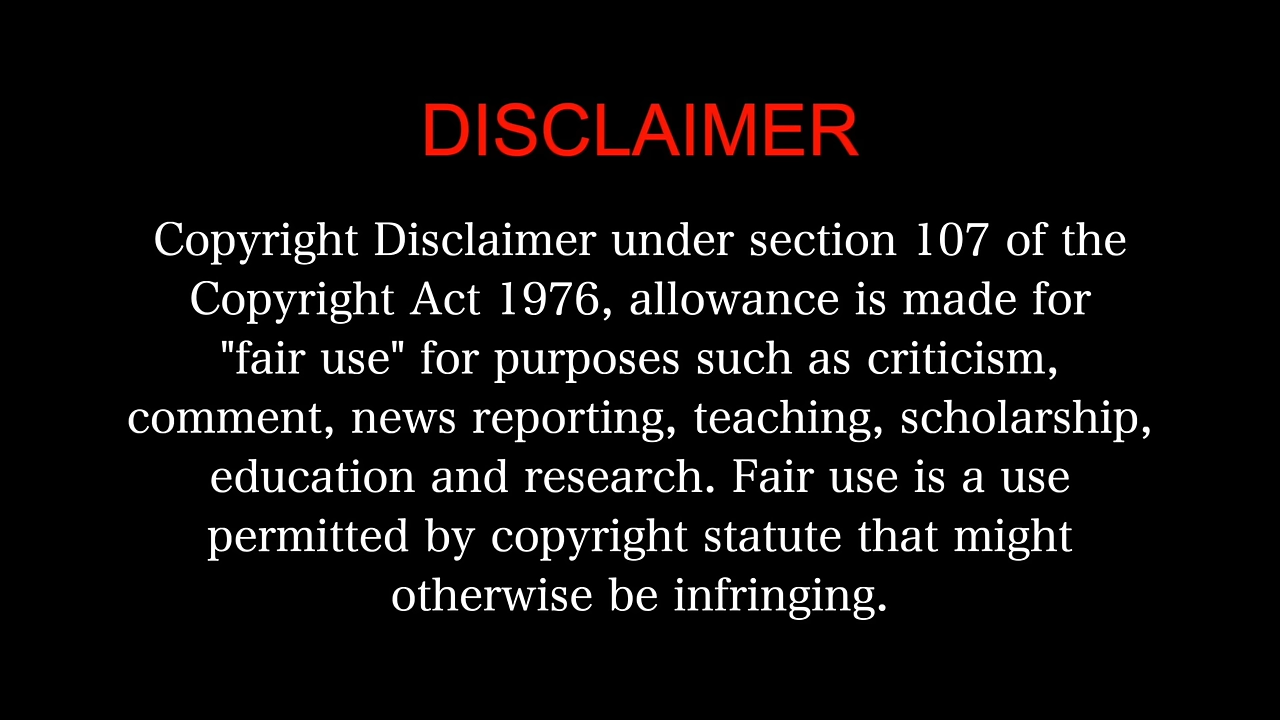 DISCLAIMER
Copyright Disclaimer under section 107 of the
Copyright Act 1976, allowance is made for
"fair use" for purposes such as criticism,
comment, news reporting, teaching, scholarship,
education and research. Fair use is a use
permitted by copyright statute that might
otherwise be infringing.